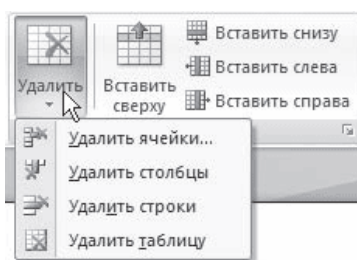 Удалить
Вставить
сверху
Вставить снизу
Вставить слева
Вставить справа
Удалить ячейки...
Удалить столбцы
Удалить строки
Удалить таблицу